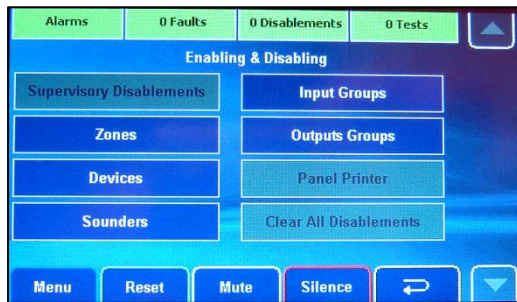 Alarms 0 Faults 0 Disablements 0 Tests
Enabling & Disabling
Supervisory Disablements Input Groups
Zones Outputs Groups
Devices Panel Printer
Sounders Clear All Disablements
Menu Reset Mute Silence